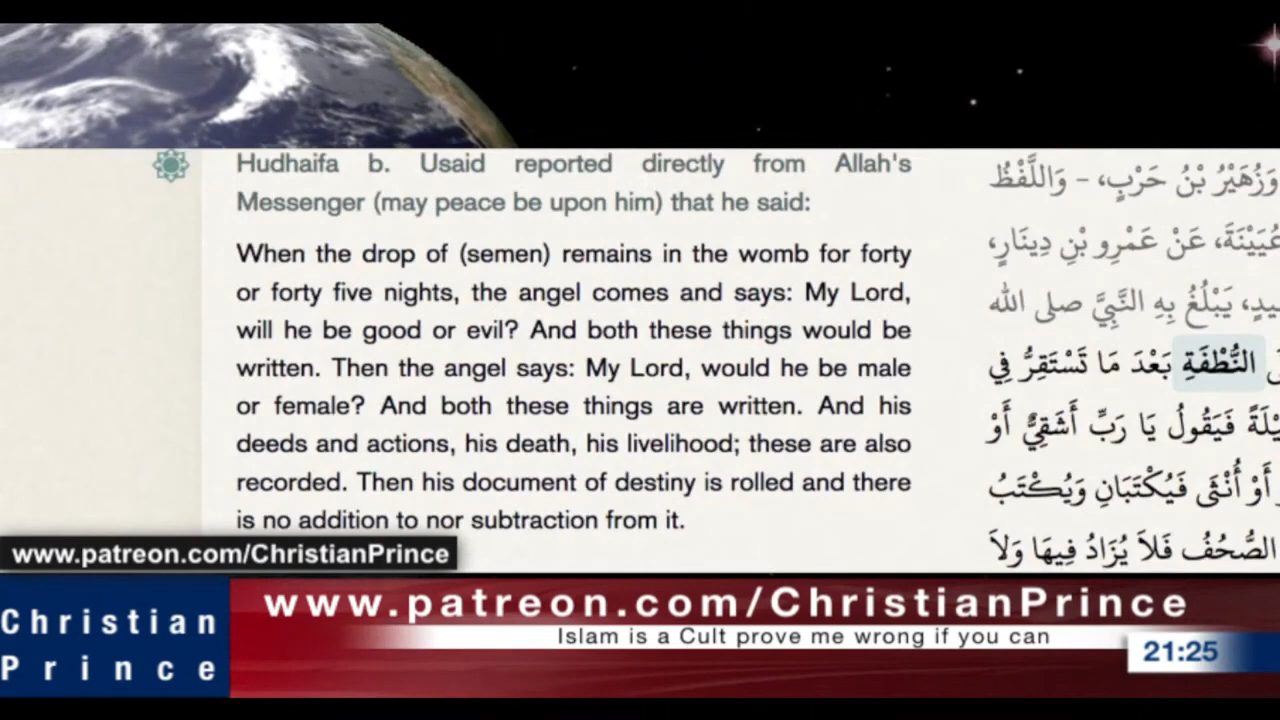 Hudhaifa b. Usaid reported directly from Allah's
Messenger (may peace be upon him) that he said:
When the drop of (semen) remains in the womb for forty
or forty five nights, the angel comes and says: My Lord,
will he be good or evil? And both these things would be
written. Then the angel says: My Lord, would he be male
or female? And both these things are written. And his
deeds and actions, his death, his livelihood; these are also
recorded. Then his document of destiny is rolled and there
is no addition to nor subtraction from it.
وَزُهَيْرُ بْنُ حَرْبٍ، - وَاللَّفْظُ
عُيَيْنَةَ، عَنْ عَمْرِو بْنِ دِينَارٍ،
يَبْلُغُ بِهِ النَّبِيَّ صلى الله
النُّطْفَةِ بَعْدَ مَا تَسْتَقِرُّ فِي
فَيَقُولُ يَا رَبِّ أَشَقِيٌّ أَوْ
أَوْ أُنْثَى فَيُكْتَبَانِ وَيُكْتَبُ
الصُّحُفُ فَلاَ يُزَادُ فِيهَا وَلاَ
www.patreon.com/ChristianPrince
Christian
Prince
www.patreon.com/ChristianPrince
Islam is a Cult prove me wrong if you can
21:25